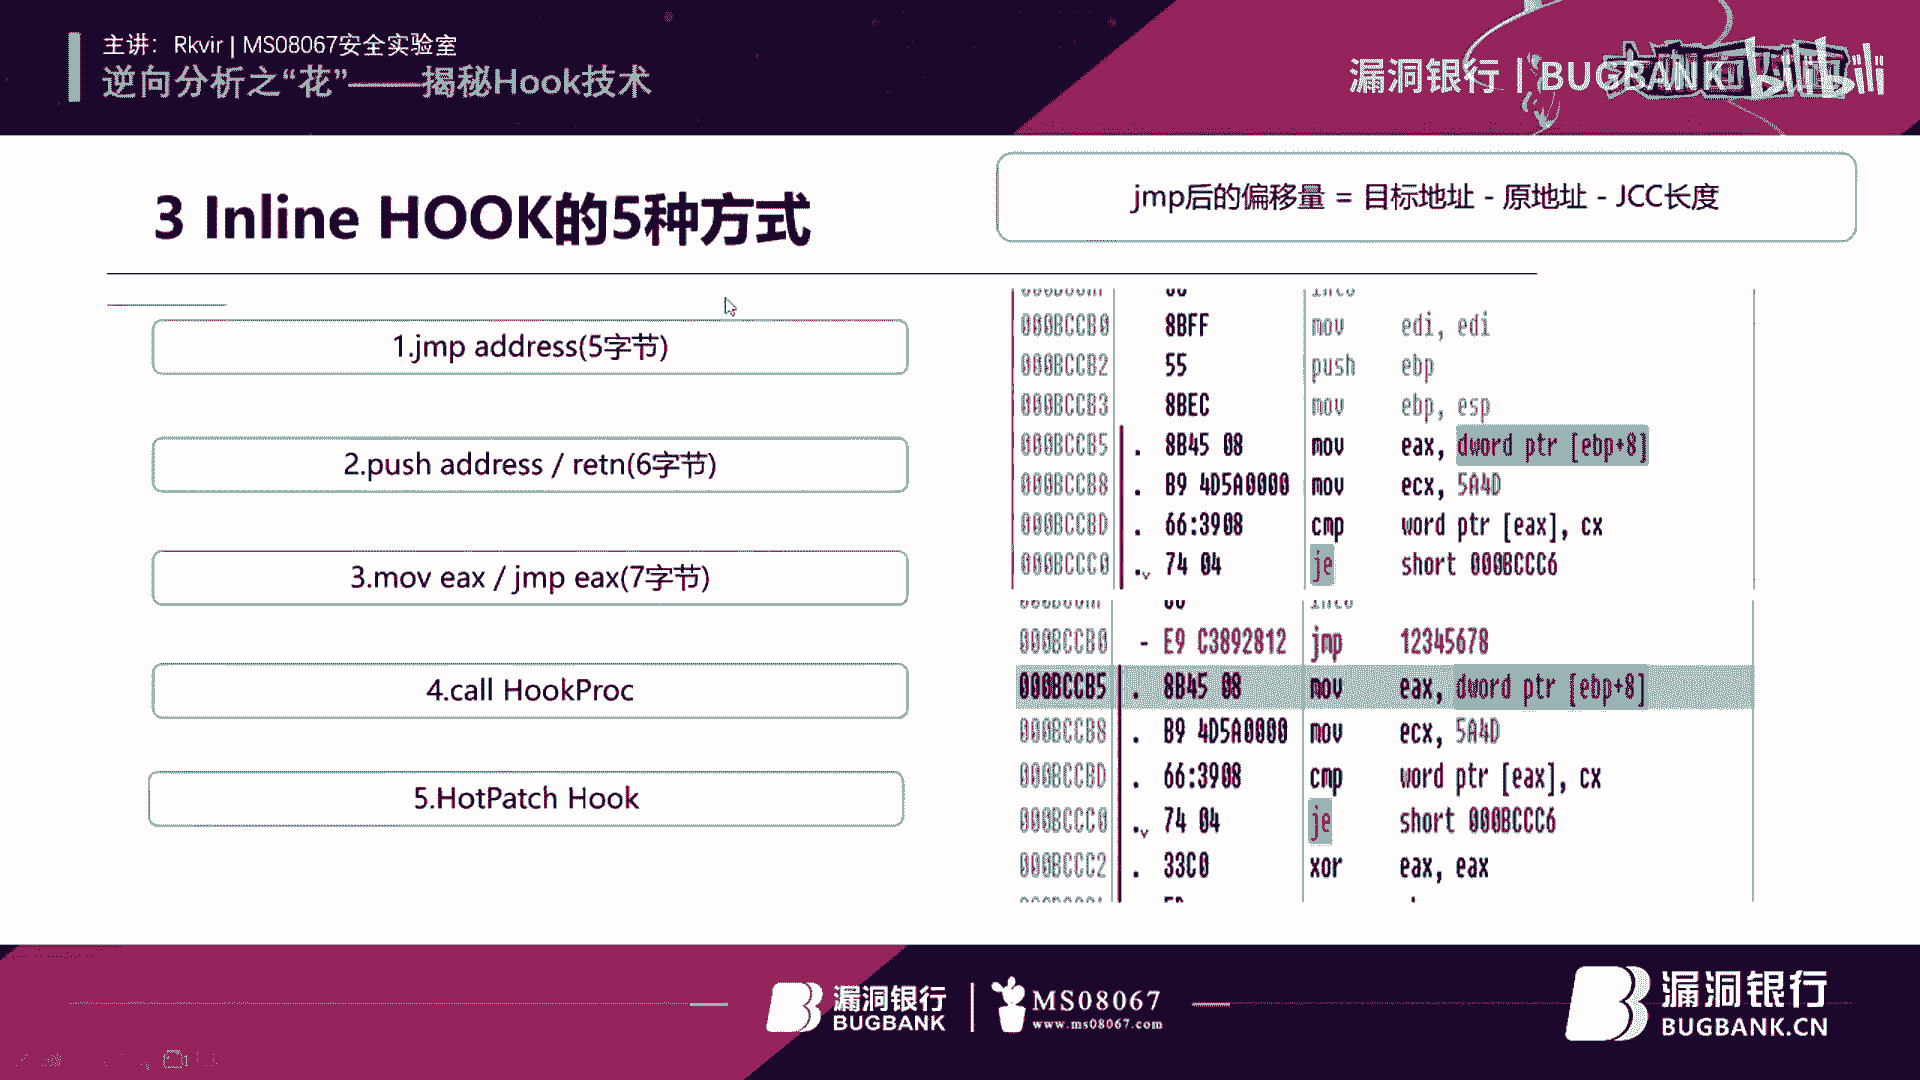 主讲：Rkvir | MS08067安全实验室
逆向分析之“花”——揭秘Hook技术
漏洞银行 | BUGBANK
bilibili
3 Inline HOOK的5种方式
jmp后的偏移量 = 目标地址 - 原地址 - JCC长度
1.jmp address(5字节)
2.push address / retn(6字节)
3.mov eax / jmp eax(7字节)
4.call HookProc
5.HotPatch Hook
000BCCB0 8BFF mov edi, edi
000BCCB2 55 push ebp
000BCCB3 8BEC mov ebp, esp
000BCCB5 . 8B45 08 mov eax, dword ptr [ebp+8]
000BCCB8 . B9 4D5A0000 mov ecx, 5A4D
000BCCBD . 66:3908 cmp word ptr [eax], cx
000BCCC0 .v 74 04 je short 000BCCC6
000BCCB0 - E9 C3892812 jmp 12345678
000BCCB5 . 8B45 08 mov eax, dword ptr [ebp+8]
000BCCB8 . B9 4D5A0000 mov ecx, 5A4D
000BCCBD . 66:3908 cmp word ptr [eax], cx
000BCCC0 .v 74 04 je short 000BCCC6
000BCCC2 . 33C0 xor eax, eax
漏洞银行
BUGBANK
MS08067
www.ms08067.com
漏洞银行
BUGBANK.CN